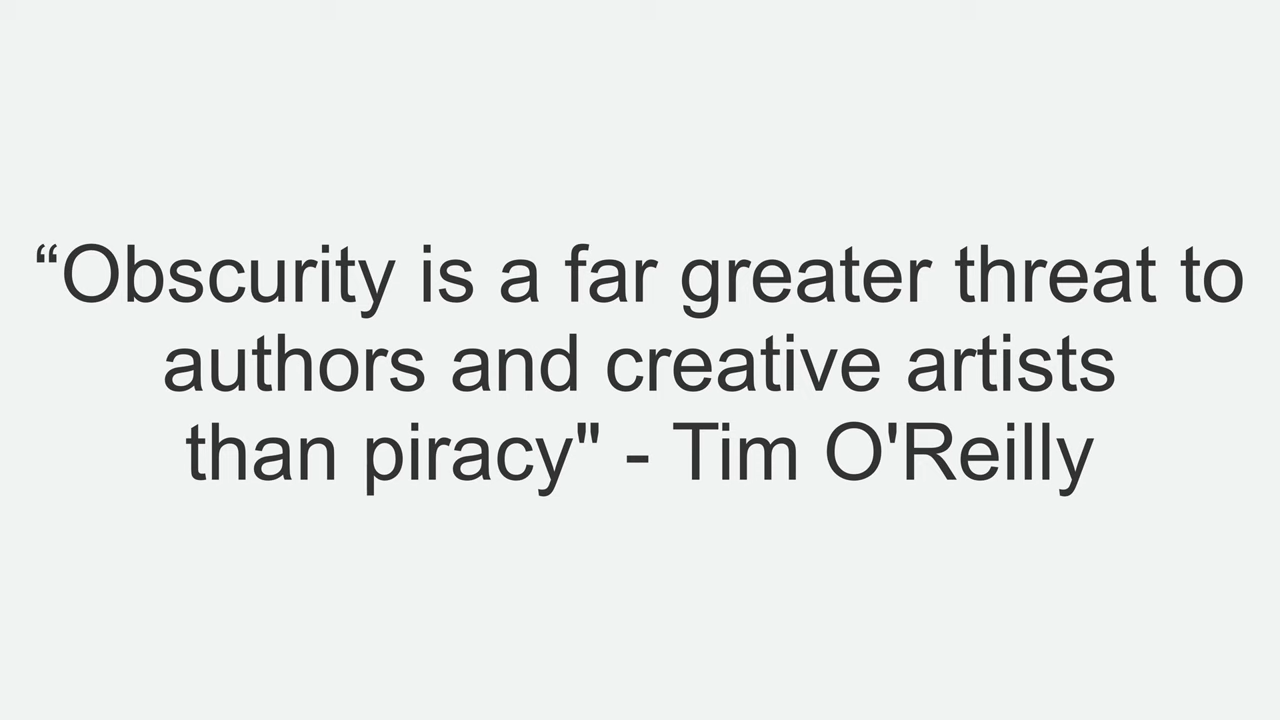 “Obscurity is a far greater threat to
authors and creative artists
than piracy" - Tim O'Reilly